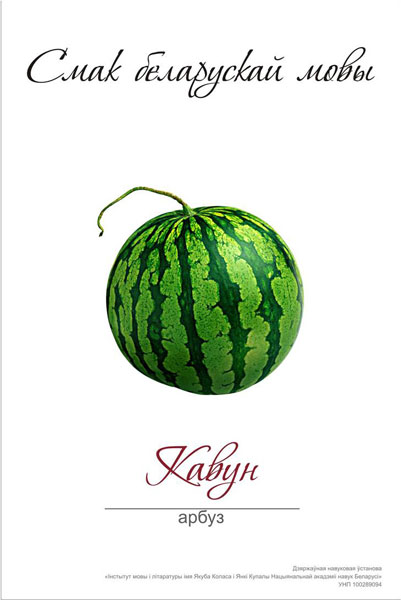 Смак беларускай мовы
Кавун
арбуз
Дзяржаўная навуковая ўстанова
«Інстытут мовы і літаратуры імя Якуба Коласа і Янкі Купалы Нацыянальнай акадэміі навук Беларусі»
УНП 100289094